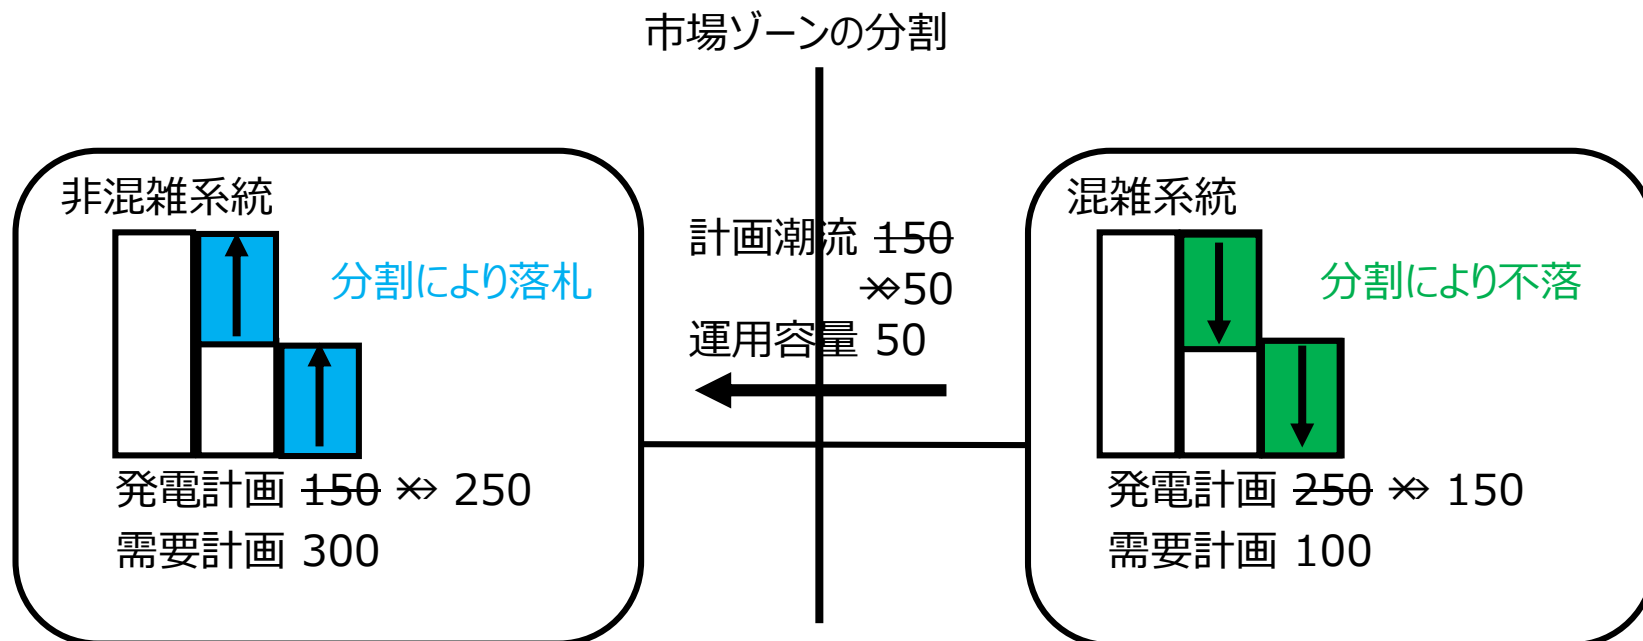 市場ゾーンの分割
非混雑系統
分割により落札
発電計画 150 ⇒ 250
需要計画 300
計画潮流 150
⇒50
運用容量 50
混雑系統
分割により不落
発電計画 250 ⇒ 150
需要計画 100